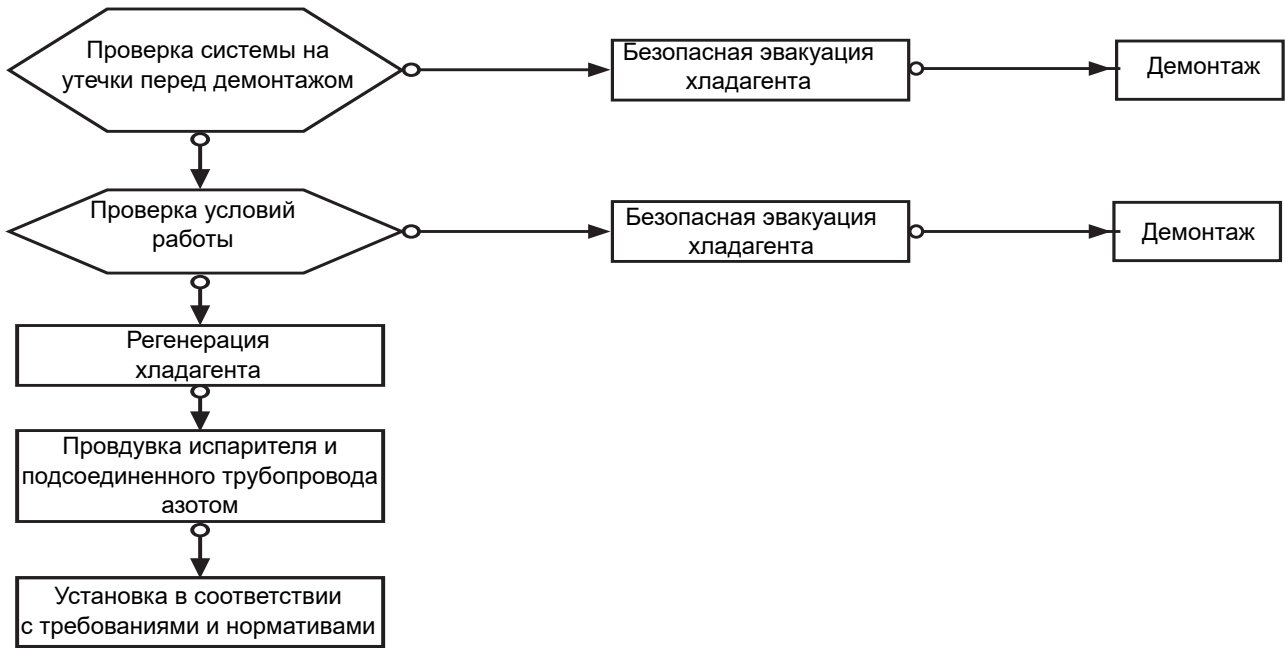 Проверка системы на
утечки перед демонтажом
Безопасная эвакуация
хладагента
Демонтаж
Проверка условий
работы
Безопасная эвакуация
хладагента
Демонтаж
Регенерация
хладагента
Провдувка испарителя и
подсоединенного трубопровода
азотом
Установка в соответствии
с требованиями и нормативами